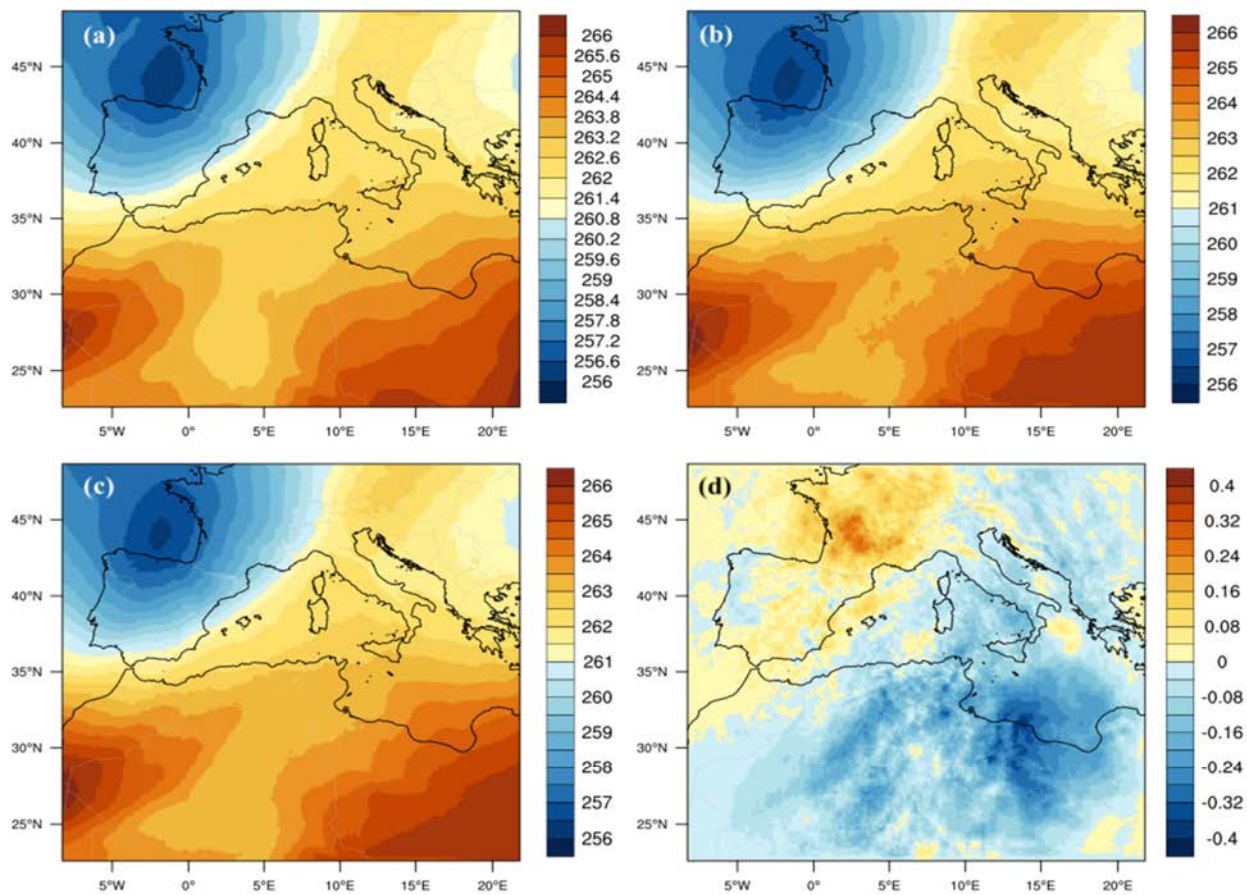 (a)
45°N
40°N
35°N
30°N
25°N
5°W 0° 5°E 10°E 15°E 20°E
266
265.6
265
264.4
263.8
263.2
262.6
262
261.4
260.8
260.2
259.6
259
258.4
257.8
257.2
256.6
256
(b)
45°N
40°N
35°N
30°N
25°N
5°W 0° 5°E 10°E 15°E 20°E
266
265
264
263
262
261
260
259
258
257
256
(c)
45°N
40°N
35°N
30°N
25°N
5°W 0° 5°E 10°E 15°E 20°E
266
265
264
263
262
261
260
259
258
257
256
(d)
45°N
40°N
35°N
30°N
25°N
5°W 0° 5°E 10°E 15°E 20°E
0.4
0.32
0.24
0.16
0.08
0
-0.08
-0.16
-0.24
-0.32
-0.4